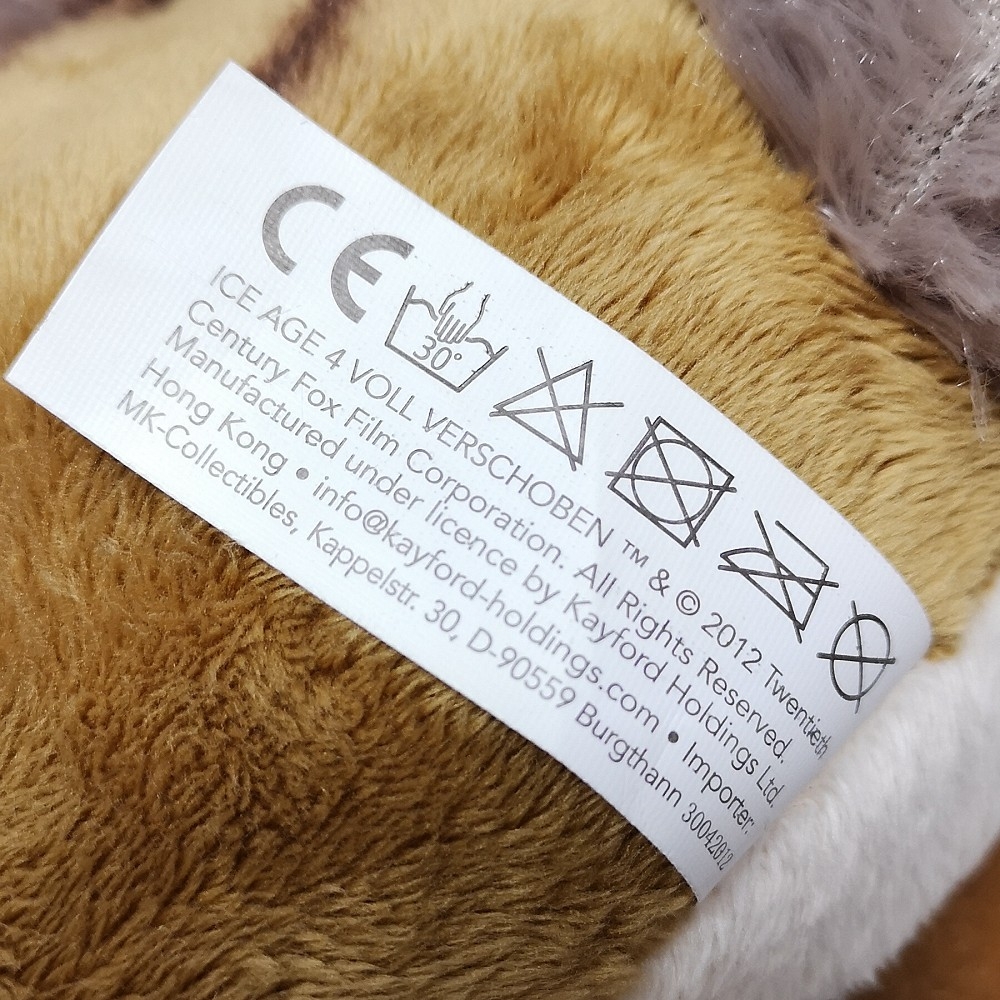 CE
30°
ICE AGE 4 VOLL VERSCHOBEN ™ & © 2012 Twentieth
Century Fox Film Corporation. All Rights Reserved.
Manufactured under licence by Kayford Holdings Ltd.
Hong Kong • info@kayford-holdings.com • Importer:
MK-Collectibles, Kappelstr. 30, D-90559 Burgthann 30042012